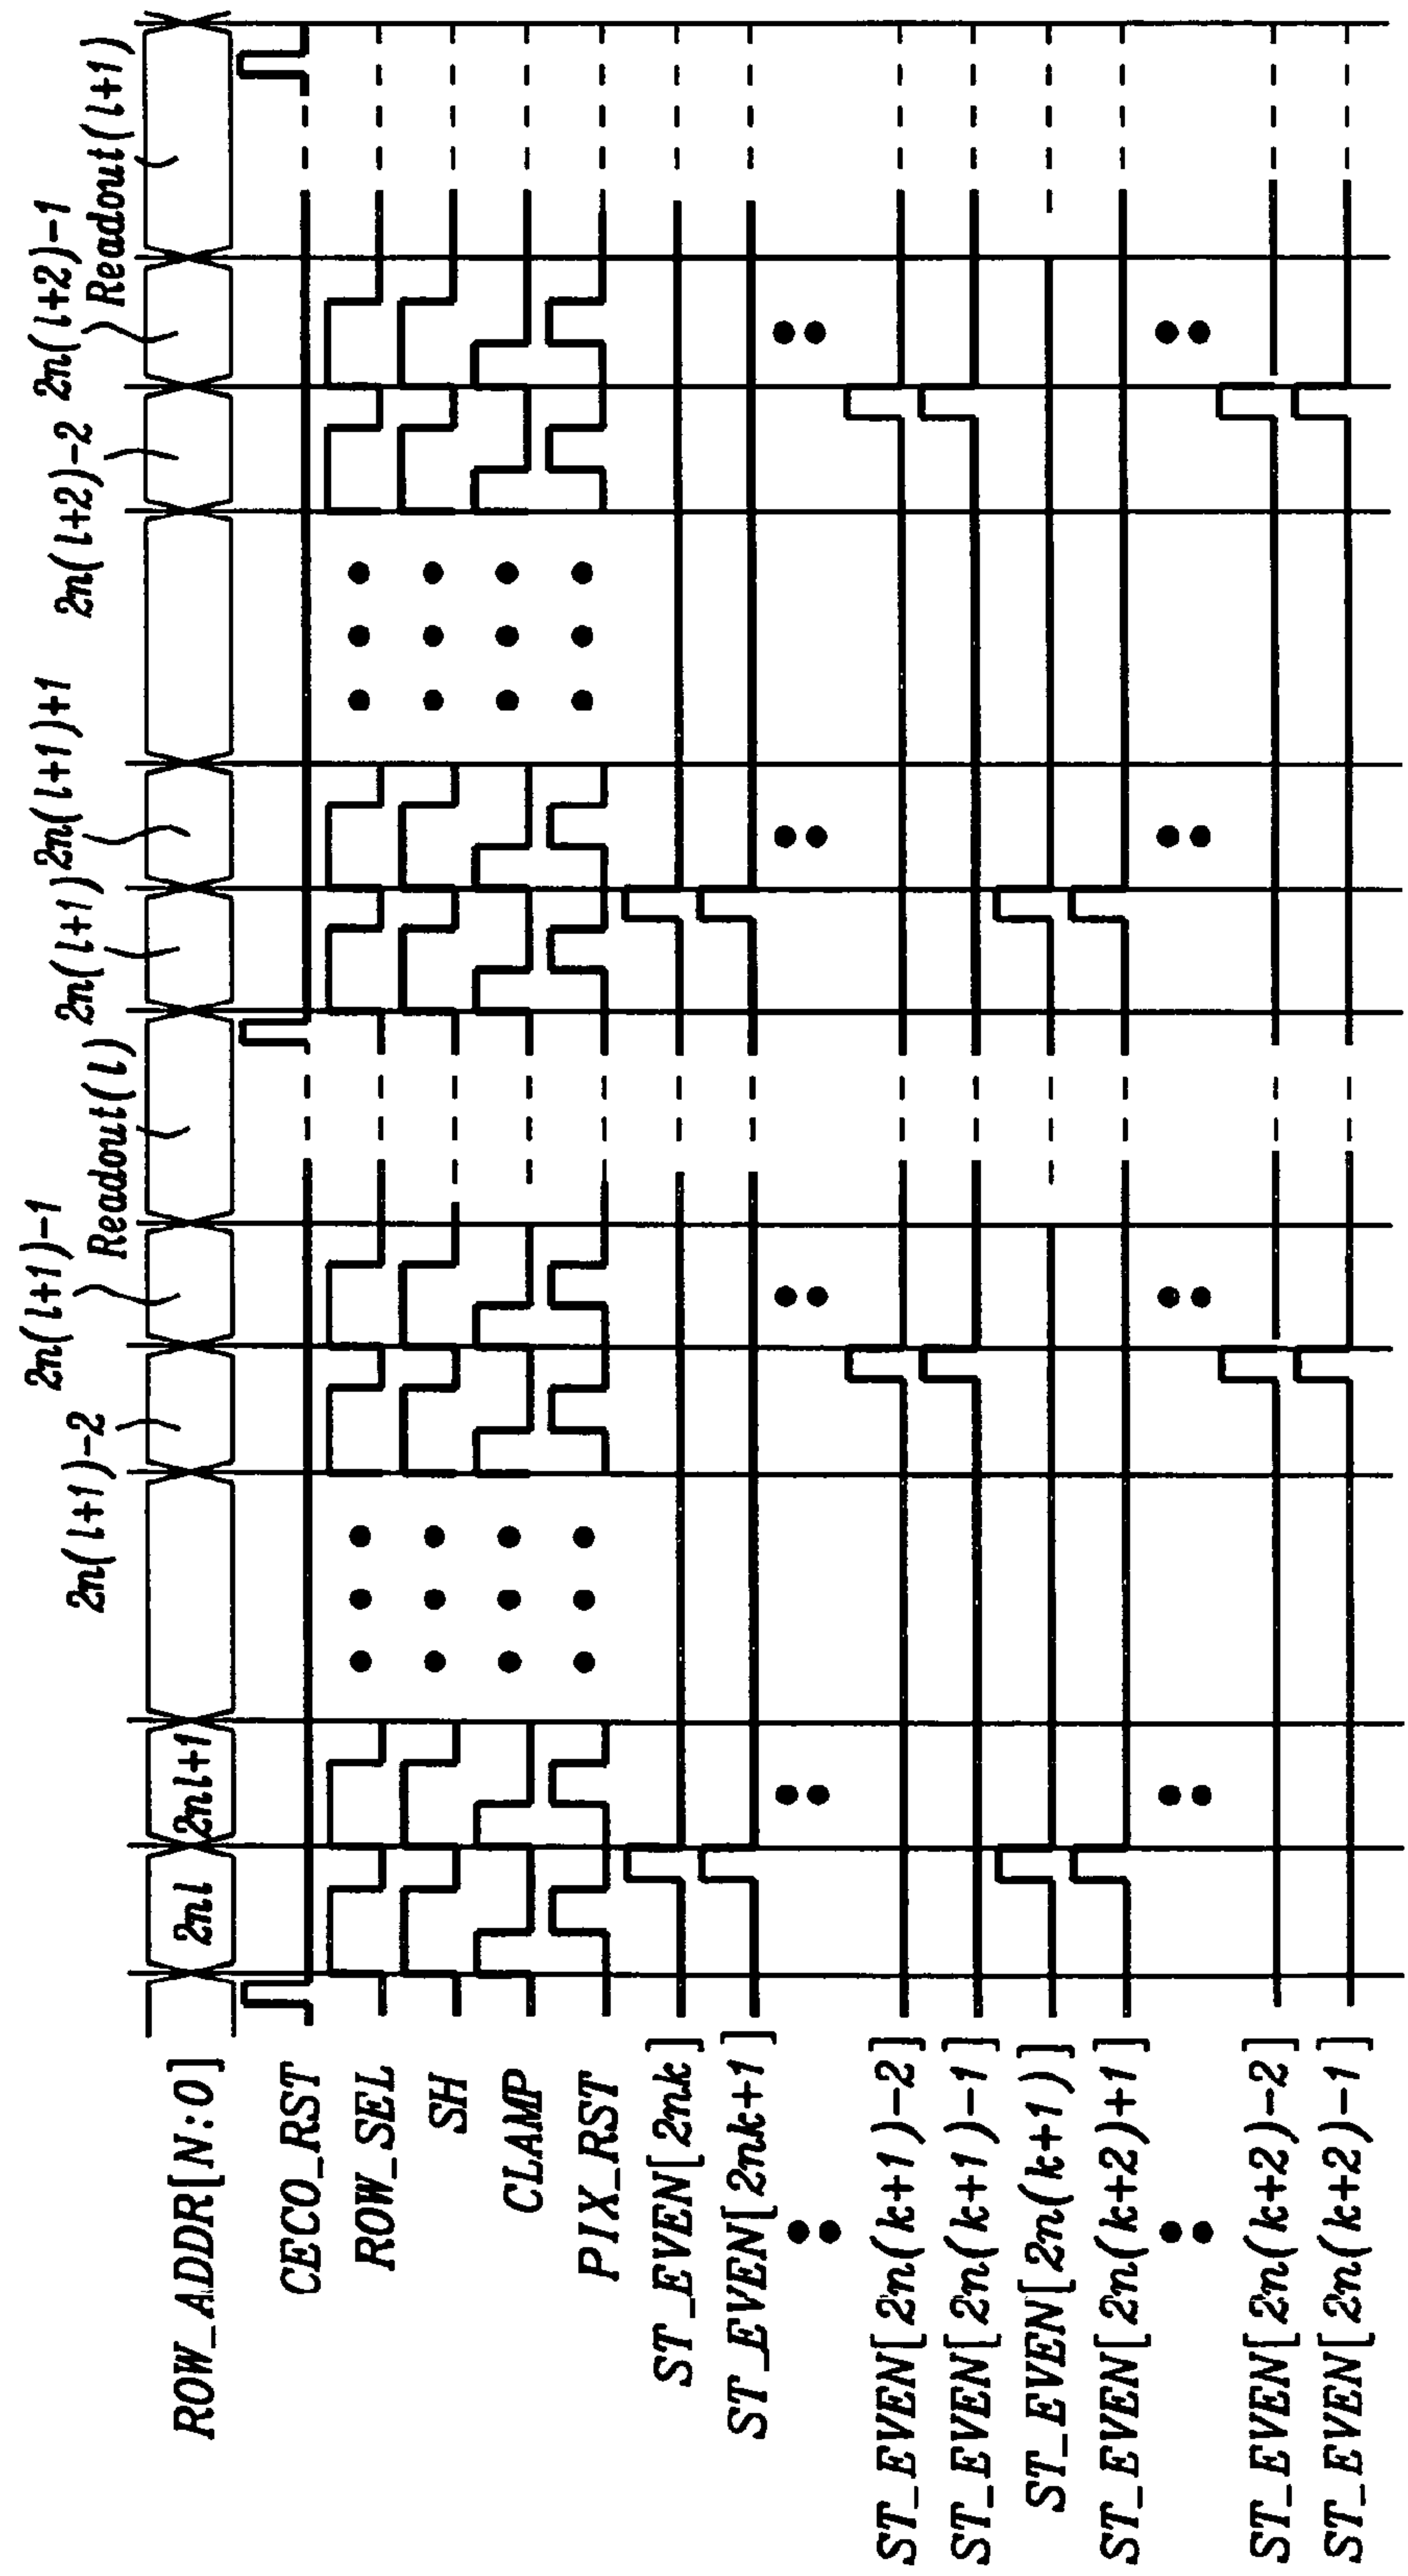 ROW_ADDR[N:0]
2nl
2nl+1
2n(l+1)-2
2n(l+1)-1
Readout(l)
2n(l+1)
2n(l+1)+1
2n(l+2)-2
2n(l+2)-1
Readout(l+1)
CECO_RST
ROW_SEL
SH
CLAMP
PIX_RST
ST_EVEN[2nk]
ST_EVEN[2nk+1]
ST_EVEN[2n(k+1)-2]
ST_EVEN[2n(k+1)-1]
ST_EVEN[2n(k+1)]
ST_EVEN[2n(k+2)+1]
ST_EVEN[2n(k+2)-2]
ST_EVEN[2n(k+2)-1]